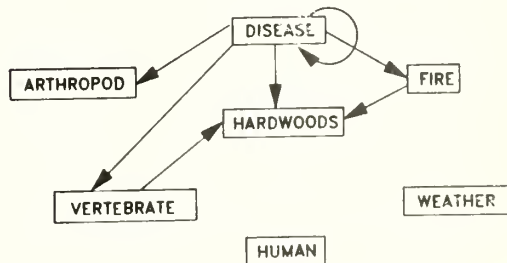 DISEASE
ARTHROPOD
FIRE
HARDWOODS
VERTEBRATE
WEATHER
HUMAN